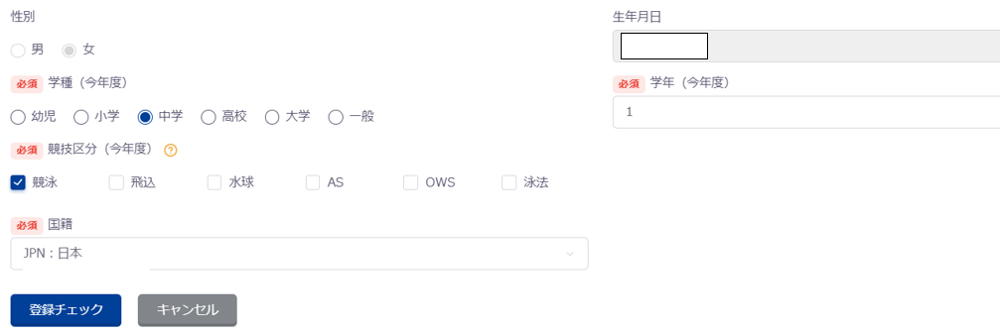 性別
生年月日
男 女
必須 学種（今年度）
必須 学年（今年度）
幼児 小学 中学 高校 大学 一般
1
必須 競技区分（今年度） ?
競泳 飛込 水球 AS OWS 泳法
必須 国籍
JPN：日本
登録チェック キャンセル